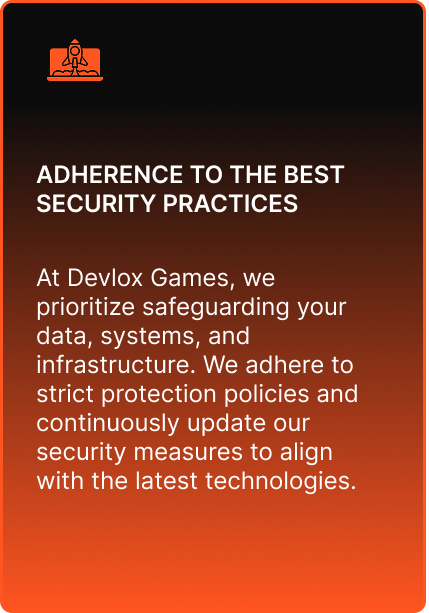 ADHERENCE TO THE BEST
SECURITY PRACTICES
At Devlox Games, we
prioritize safeguarding your
data, systems, and
infrastructure. We adhere to
strict protection policies and
continuously update our
security measures to align
with the latest technologies.